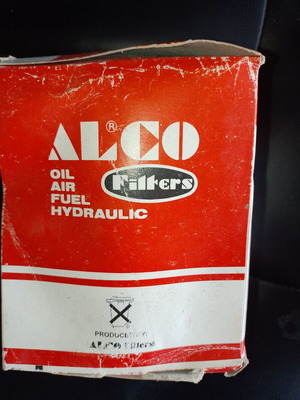 ALCO®
OIL
AIR
FUEL
HYDRAULIC
Filters
PRODUCED BY:
ALCO Filters